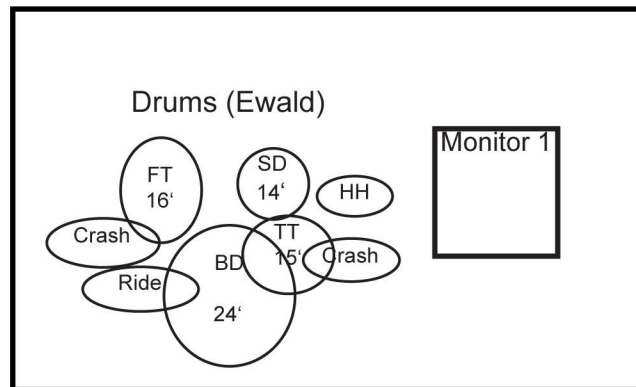 Drums (Ewald)
Monitor 1
FT
16‘
SD
14‘
HH
Crash
TT
15‘
Crash
BD
Ride
24‘